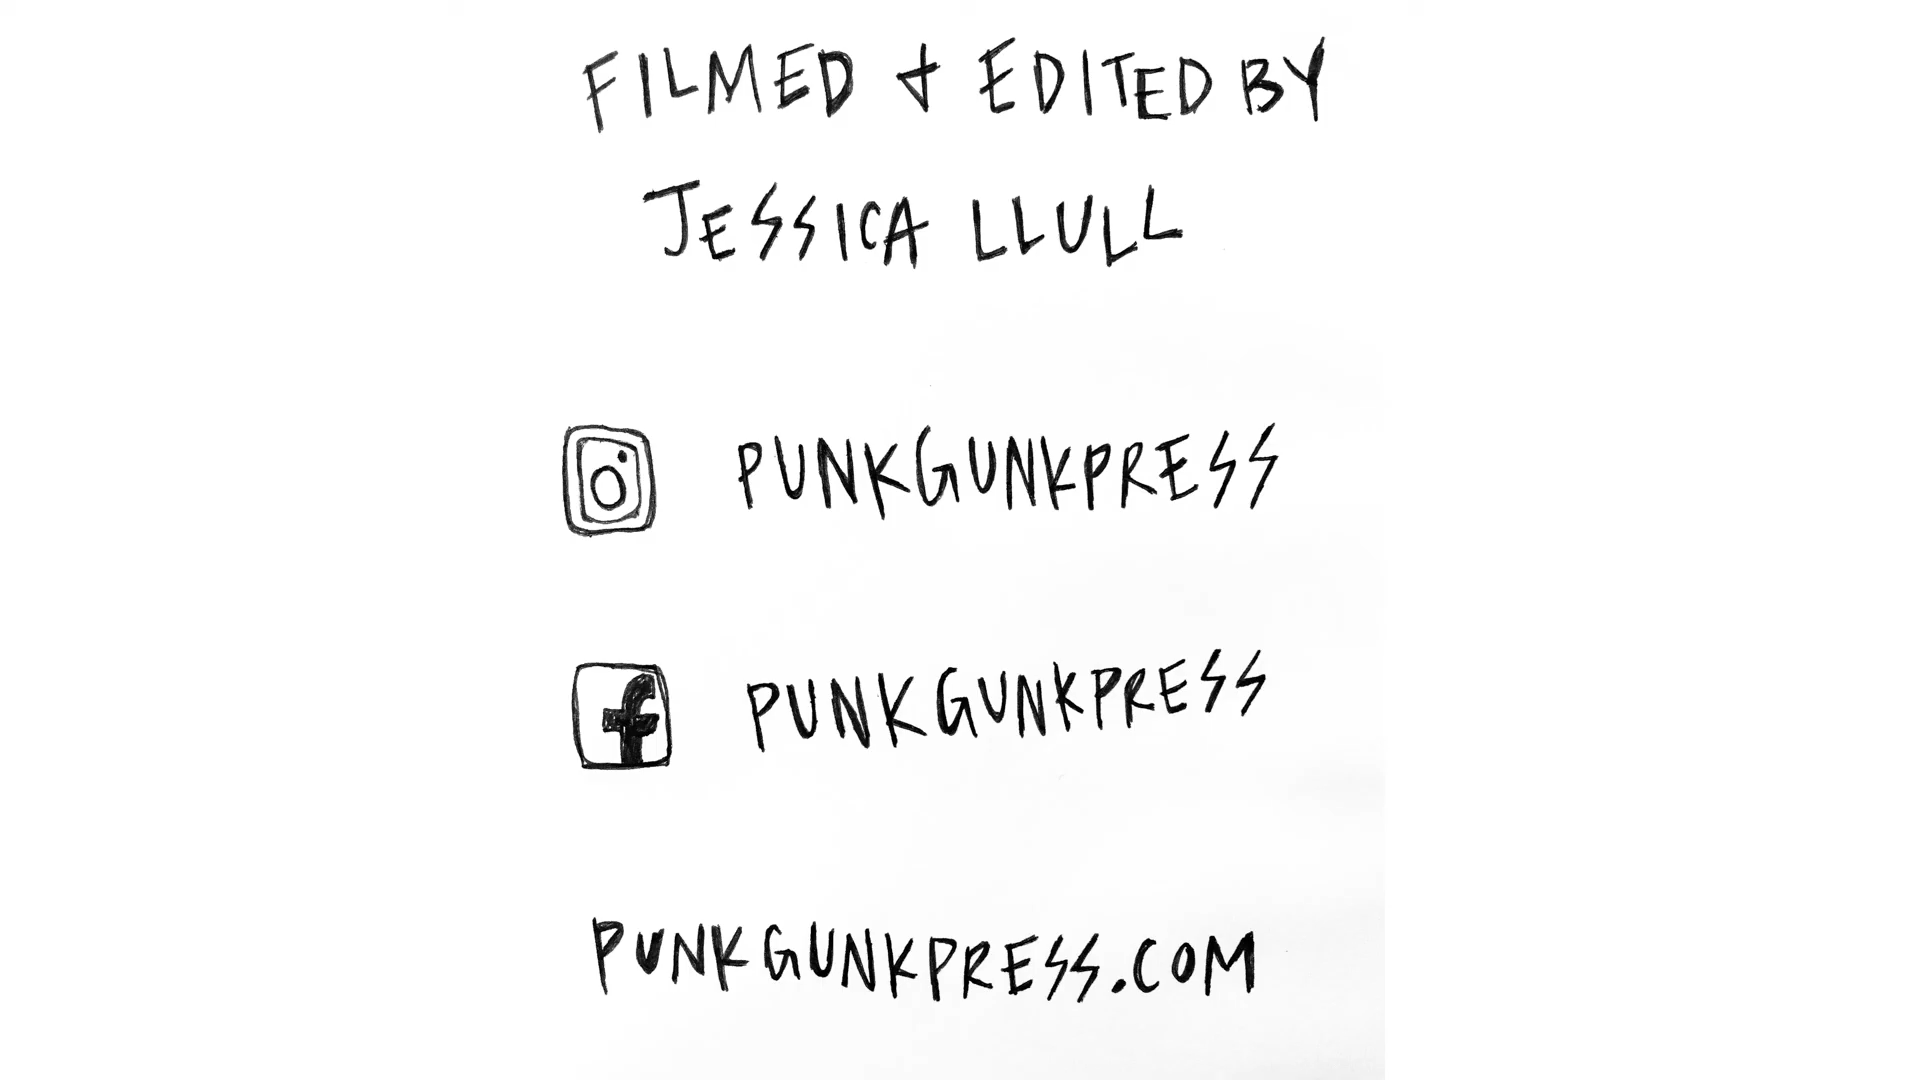 FILMED + EDITED BY
JESSICA LLULL
PUNKGUNKPRESS
PUNKGUNKPRESS
PUNKGUNKPRESS.COM